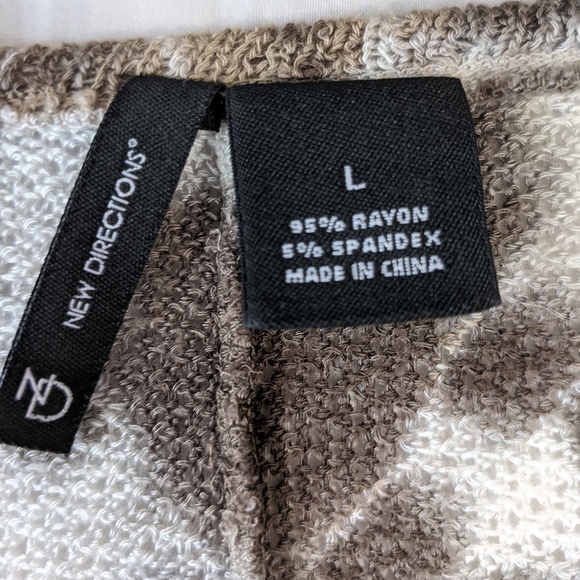 NEW DIRECTIONS®
ND
L
95% RAYON
5% SPANDEX
MADE IN CHINA